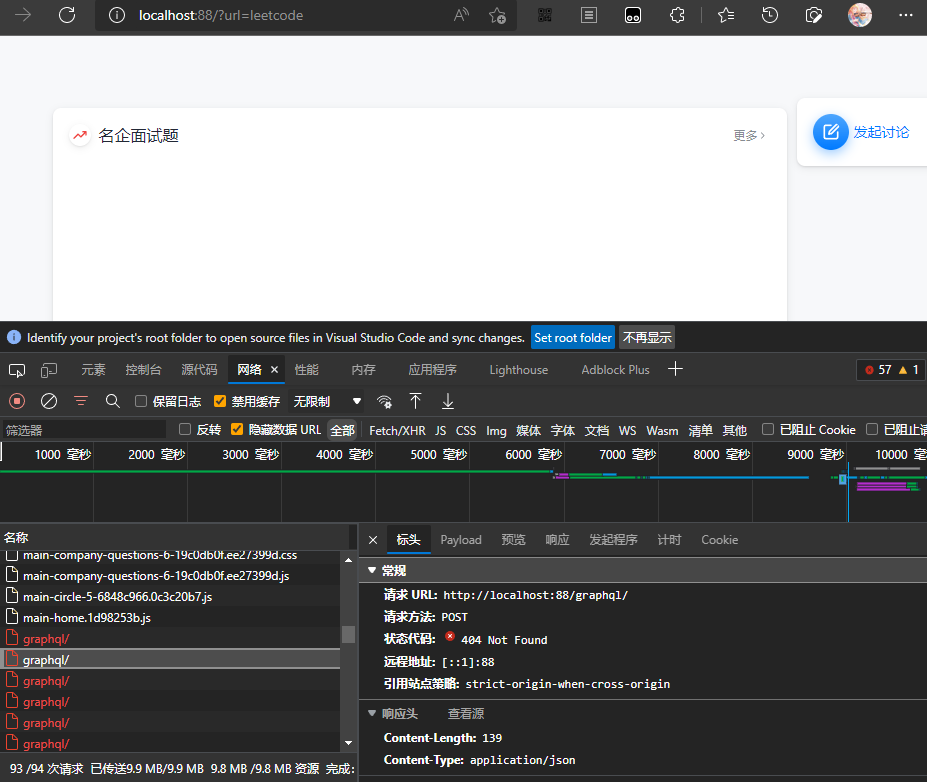 localhost:88/?url=leetcode
名企面试题
更多
发起讨论
Identify your project's root folder to open source files in Visual Studio Code and sync changes. Set root folder 不再显示
元素 控制台 源代码 网络 性能 内存 应用程序 Lighthouse Adblock Plus 57 1
保留日志 禁用缓存 无限制
筛选器 反转 隐藏数据 URL 全部 Fetch/XHR JS CSS Img 媒体 字体 文档 WS Wasm 清单 其他 已阻止 Cookie 已阻止请
1000 毫秒 2000 毫秒 3000 毫秒 4000 毫秒 5000 毫秒 6000 毫秒 7000 毫秒 8000 毫秒 9000 毫秒 10000 毫
名称
main-company-questions-6-19c0db0f.ee27399d.css
main-company-questions-6-19c0db0f.ee27399d.js
main-circle-5-6848c966.0c3c20b7.js
main-home.1d98253b.js
graphql/
graphql/
graphql/
graphql/
graphql/
graphql/
93 /94 次请求 已传送9.9 MB/9.9 MB 9.8 MB /9.8 MB 资源 完成:
标头 Payload 预览 响应 发起程序 计时 Cookie
常规
请求 URL: http://localhost:88/graphql/
请求方法: POST
状态代码: 404 Not Found
远程地址: [::1]:88
引用站点策略: strict-origin-when-cross-origin
响应头 查看源
Content-Length: 139
Content-Type: application/json